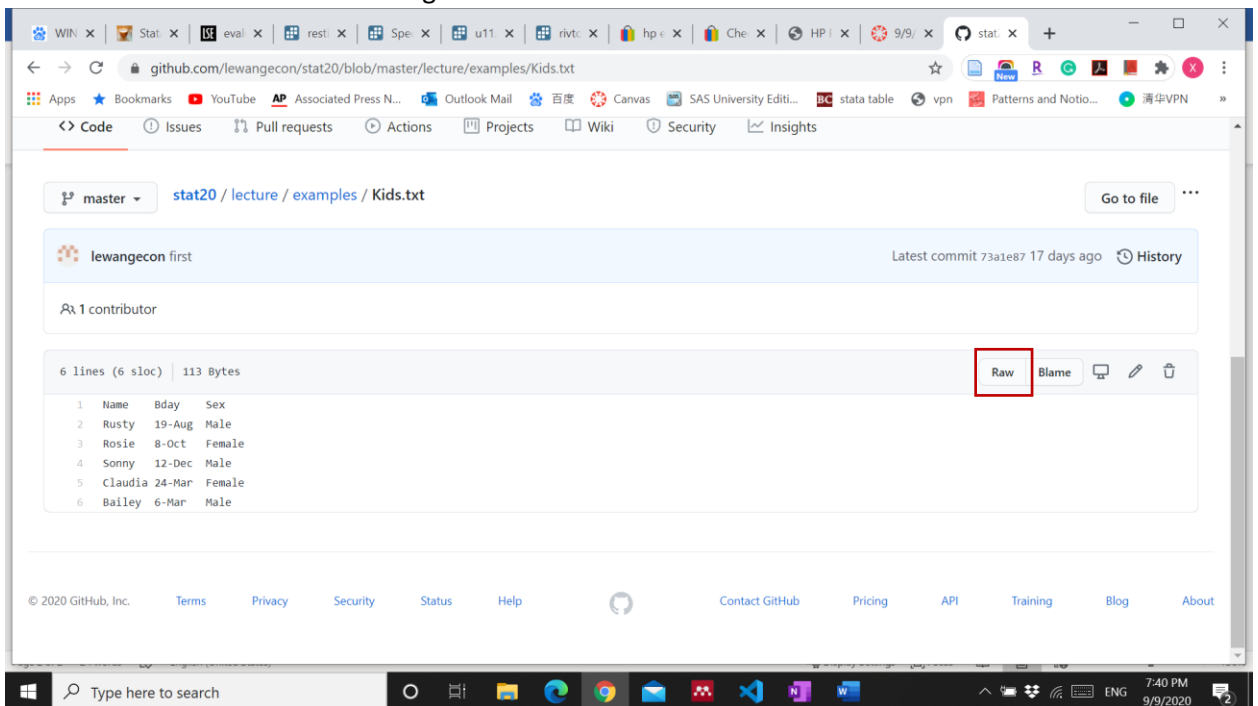 WIN Stat eval resti Spe u11. rivtc hp e Che HP 9/9/ stat
github.com/lewangecon/stat20/blob/master/lecture/examples/Kids.txt New R G X
Apps Bookmarks YouTube AP Associated Press N... Outlook Mail 百度 Canvas SAS University Editi... BC stata table vpn Patterns and Notio... 清华VPN »
<> Code Issues Pull requests Actions Projects Wiki Security Insights
master stat20 / lecture / examples / Kids.txt Go to file ...
lewangecon first Latest commit 73a1e87 17 days ago History
1 contributor
6 lines (6 sloc) 113 Bytes Raw Blame
1 Name Bday Sex
2 Rusty 19-Aug Male
3 Rosie 8-Oct Female
4 Sonny 12-Dec Male
5 Claudia 24-Mar Female
6 Bailey 6-Mar Male
© 2020 GitHub, Inc. Terms Privacy Security Status Help Contact GitHub Pricing API Training Blog About
Type here to search ENG 7:40 PM
9/9/2020 2